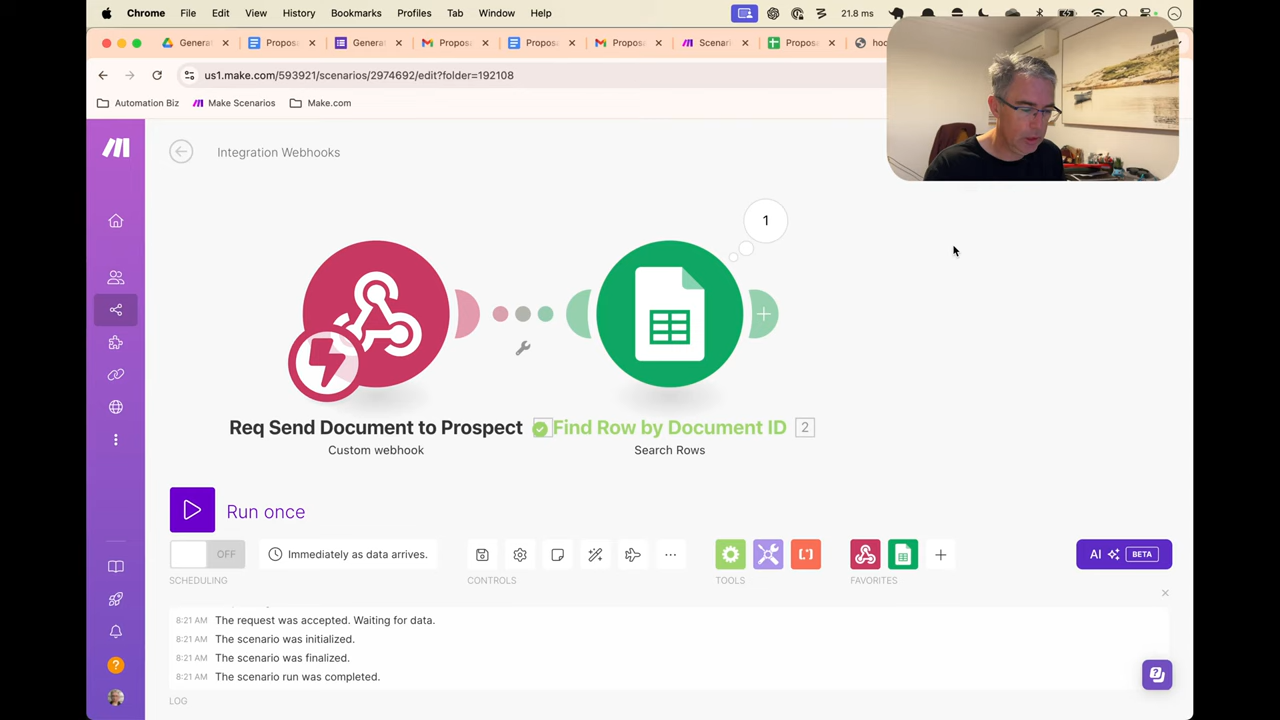 Chrome File Edit View History Bookmarks Profiles Tab Window Help 21.8 ms
Genera Propos Genera Propos Propos Propos Scenari Propos hoo
us1.make.com/593921/scenarios/2974692/edit?folder=192108
Automation Biz Make Scenarios Make.com
Integration Webhooks
1
Req Send Document to Prospect Find Row by Document ID 2
Custom webhook Search Rows
Run once
OFF Immediately as data arrives. AI BETA
SCHEDULING CONTROLS TOOLS FAVORITES
8:21 AM The request was accepted. Waiting for data.
8:21 AM The scenario was initialized.
8:21 AM The scenario was finalized.
8:21 AM The scenario run was completed.
LOG